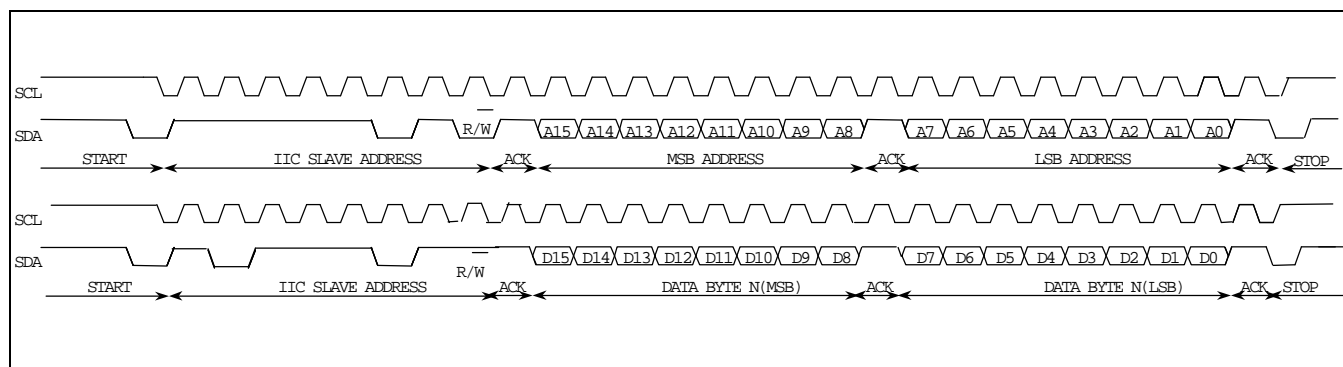 SCL
SDA R/W A15 A14 A13 A12 A11 A10 A9 A8 A7 A6 A5 A4 A3 A2 A1 A0
START IIC SLAVE ADDRESS ACK MSB ADDRESS ACK LSB ADDRESS ACK STOP
SCL
SDA R/W D15 D14 D13 D12 D11 D10 D9 D8 D7 D6 D5 D4 D3 D2 D1 D0
START IIC SLAVE ADDRESS ACK DATA BYTE N(MSB) ACK DATA BYTE N(LSB) ACK STOP